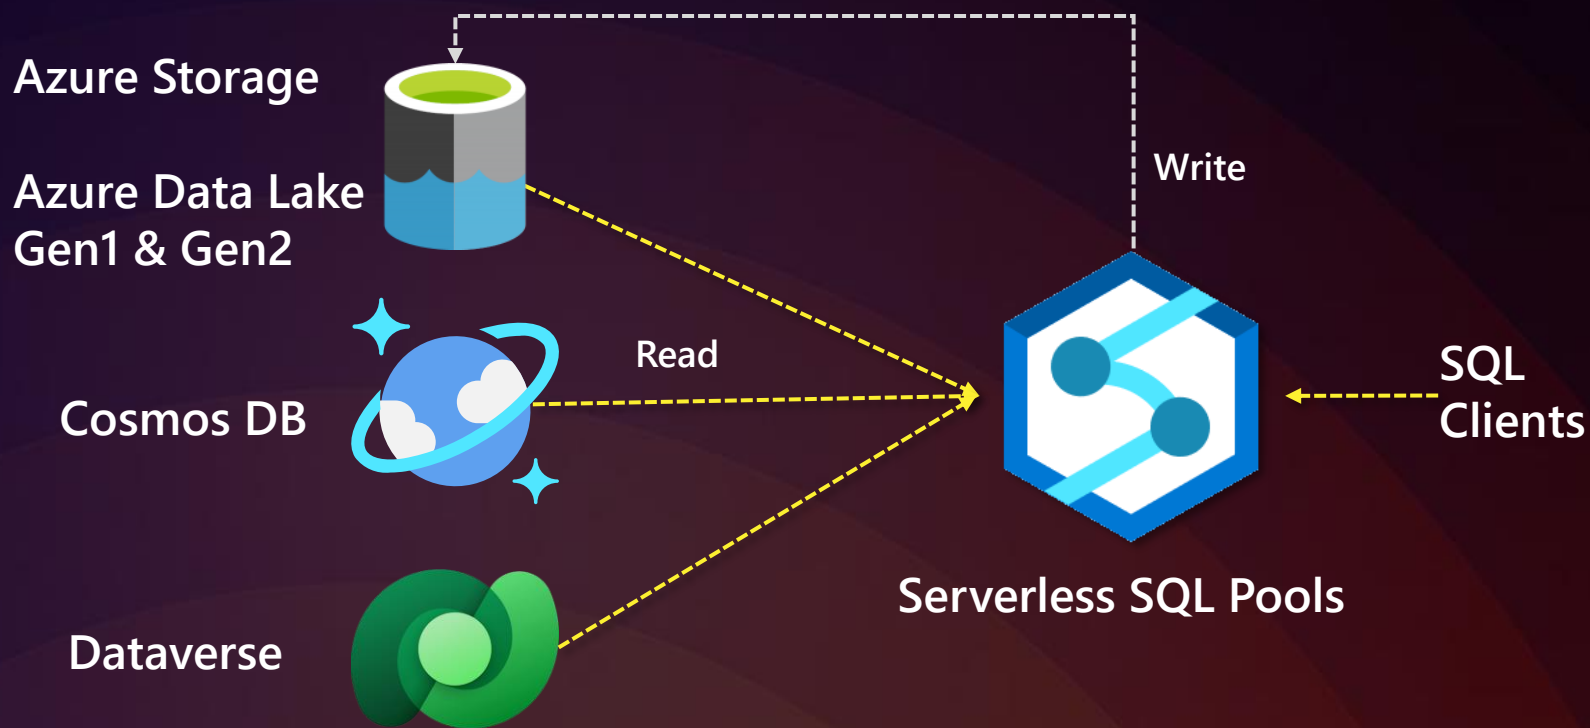 Azure Storage
Azure Data Lake
Gen1 & Gen2
Write
Read
Cosmos DB
SQL
Clients
Serverless SQL Pools
Dataverse